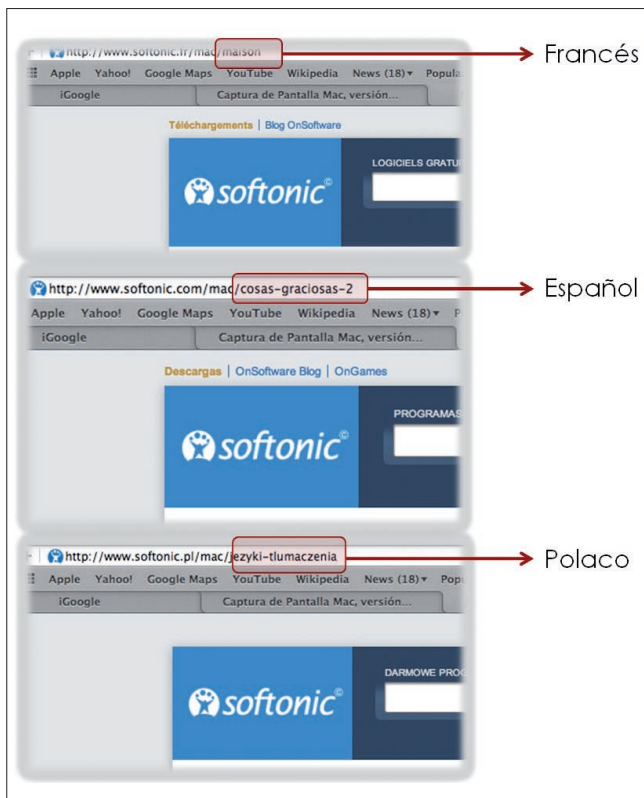 http://www.softonic.fr/mac/maison
Francés
Apple Yahoo! Google Maps YouTube Wikipedia News (18)▾ Popula
iGoogle Captura de Pantalla Mac, versión...
Téléchargements | Blog OnSoftware
LOGICIELS GRATU
softonic©
http://www.softonic.com/mac/cosas-graciosas-2
Español
Apple Yahoo! Google Maps YouTube Wikipedia News (18)▾ P
iGoogle Captura de Pantalla Mac, versión...
Descargas | OnSoftware Blog | OnGames
PROGRAMAS
softonic©
http://www.softonic.pl/mac/jezyki-tlumaczenia
Polaco
Apple Yahoo! Google Maps YouTube Wikipedia News (18)▾ Popu
iGoogle Captura de Pantalla Mac, versión...
DARMOWE PROG
softonic©